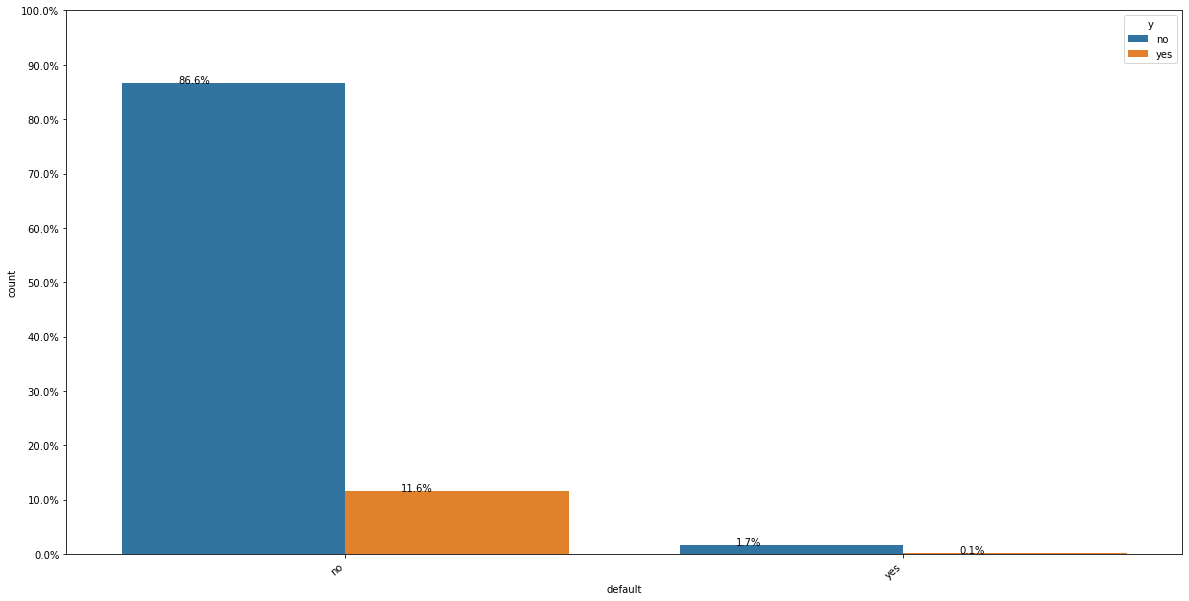 100.0%
90.0%
80.0%
70.0%
60.0%
50.0%
40.0%
30.0%
20.0%
10.0%
0.0%
count
86.6%
11.6%
1.7%
0.1%
no
yes
default
y
no
yes